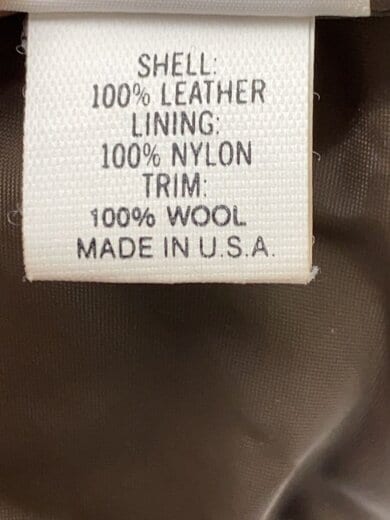 SHELL:
100% LEATHER
LINING:
100% NYLON
TRIM:
100% WOOL
MADE IN U.S.A.